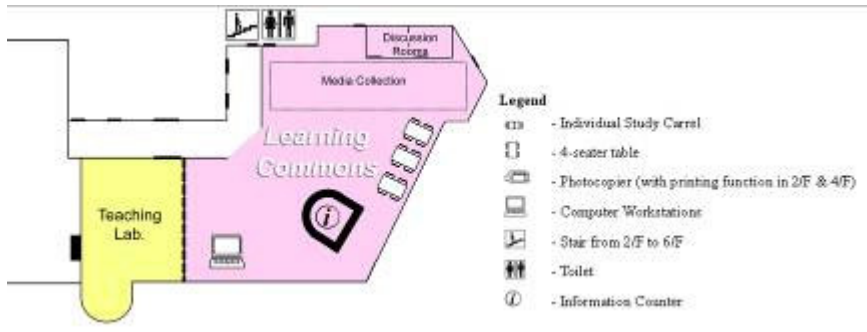 Discussion
Rooms
Media Collection
Learning
Commons
Teaching
Lab.
i
Legend
- Individual Study Carrel
- 4-seater table
- Photocopier (with printing function in 2/F & 4/F)
- Computer Workstations
- Stair from 2/F to 6/F
- Toilet
i - Information Counter